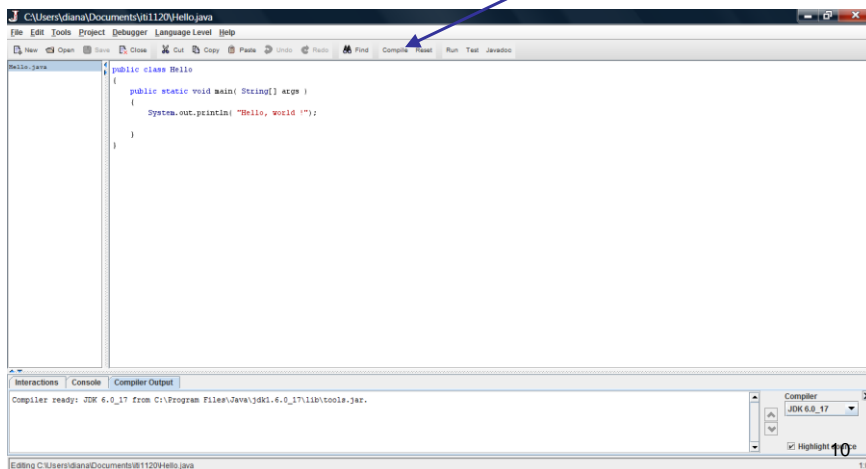 C:\Users\diana\Documents\iti1120\Hello.java
File Edit Tools Project Debugger Language Level Help
New Open Save Close Cut Copy Paste Undo Redo Find Compile Reset Run Test Javadoc
Hello.java
public class Hello
{
public static void main( String[] args )
{
System.out.println( "Hello, world !");
}
}
Interactions Console Compiler Output
Compiler ready: JDK 6.0_17 from C:\Program Files\Java\jdk1.6.0_17\lib\tools.jar.
Compiler
JDK 6.0_17
Highlight source
10
Editing C:\Users\diana\Documents\iti1120\Hello.java